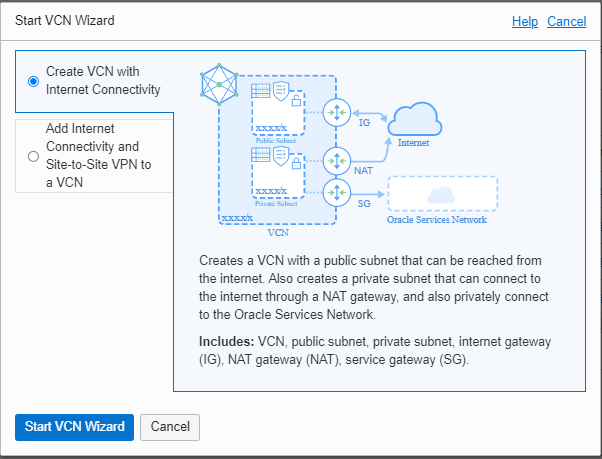 Start VCN Wizard
Help Cancel
Create VCN with
Internet Connectivity
Add Internet
Connectivity and
Site-to-Site VPN to
a VCN
xxxx/x
Public Subnet
IG
Internet
xxxx/x
NAT
Private Subnet
SG
xxxx/x
Oracle Services Network
VCN
Creates a VCN with a public subnet that can be reached from
the internet. Also creates a private subnet that can connect to
the internet through a NAT gateway, and also privately connect
to the Oracle Services Network.
Includes: VCN, public subnet, private subnet, internet gateway
(IG), NAT gateway (NAT), service gateway (SG).
Start VCN Wizard
Cancel